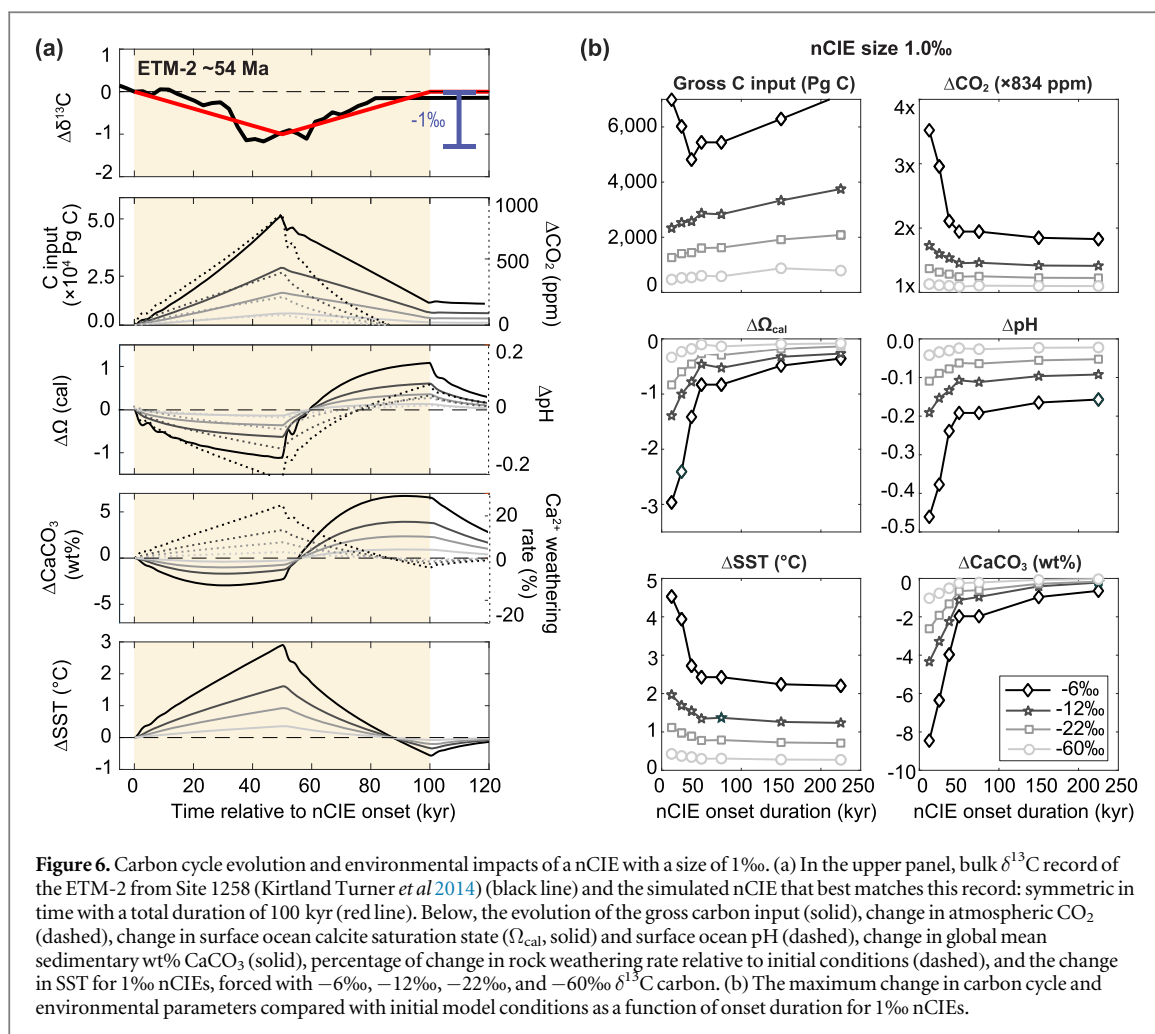 (a)
ETM-2 ~54 Ma
1
0
-1
-2
Δδ¹³C
-1‰
C input
(×10⁴ Pg C)
5.0
2.5
0.0
1000
500
0
ΔCO₂ (ppm)
ΔΩ (cal)
1
0
-1
0.2
0
-0.2
ΔpH
ΔCaCO₃
(wt%)
5
0
-5
20
0
-20
Ca²⁺ weathering
rate (%)
ΔSST (°C)
3
2
1
0
-1
0 20 40 60 80 100 120
Time relative to nCIE onset (kyr)
(b)
nCIE size 1.0‰
Gross C input (Pg C)
6,000
4,000
2,000
0
ΔCO₂ (×834 ppm)
4x
3x
2x
1x
ΔΩcal
0
-1
-2
-3
ΔpH
0.0
-0.1
-0.2
-0.3
-0.4
-0.5
ΔSST (°C)
5
4
3
2
1
0
0 50 100 150 200 250
nCIE onset duration (kyr)
ΔCaCO₃ (wt%)
0
-2
-4
-6
-8
-10
0 50 100 150 200 250
nCIE onset duration (kyr)
-6‰
-12‰
-22‰
-60‰
Figure 6. Carbon cycle evolution and environmental impacts of a nCIE with a size of 1‰. (a) In the upper panel, bulk δ¹³C record of
the ETM-2 from Site 1258 (Kirtland Turner et al 2014) (black line) and the simulated nCIE that best matches this record: symmetric in
time with a total duration of 100 kyr (red line). Below, the evolution of the gross carbon input (solid), change in atmospheric CO₂
(dashed), change in surface ocean calcite saturation state (Ωcal, solid) and surface ocean pH (dashed), change in global mean
sedimentary wt% CaCO₃ (solid), percentage of change in rock weathering rate relative to initial conditions (dashed), and the change
in SST for 1‰ nCIEs, forced with −6‰, −12‰, −22‰, and −60‰ δ¹³C carbon. (b) The maximum change in carbon cycle and
environmental parameters compared with initial model conditions as a function of onset duration for 1‰ nCIEs.